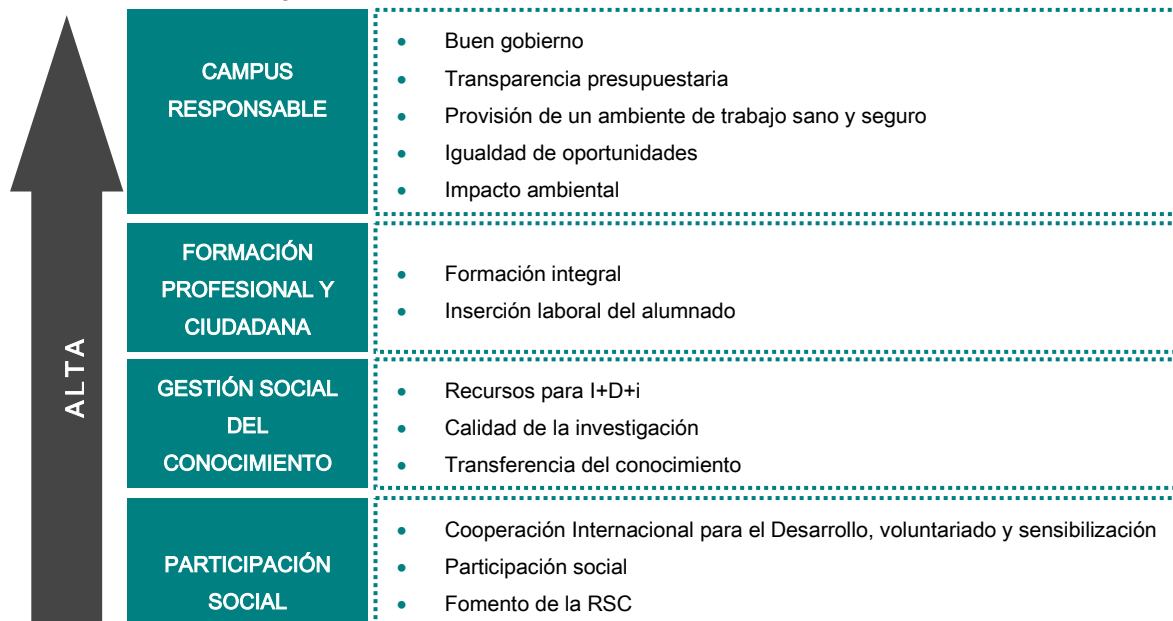 ALTA
CAMPUS
RESPONSABLE
• Buen gobierno
• Transparencia presupuestaria
• Provisión de un ambiente de trabajo sano y seguro
• Igualdad de oportunidades
• Impacto ambiental
FORMACIÓN
PROFESIONAL Y
CIUDADANA
• Formación integral
• Inserción laboral del alumnado
GESTIÓN SOCIAL
DEL
CONOCIMIENTO
• Recursos para I+D+i
• Calidad de la investigación
• Transferencia del conocimiento
PARTICIPACIÓN
SOCIAL
• Cooperación Internacional para el Desarrollo, voluntariado y sensibilización
• Participación social
• Fomento de la RSC